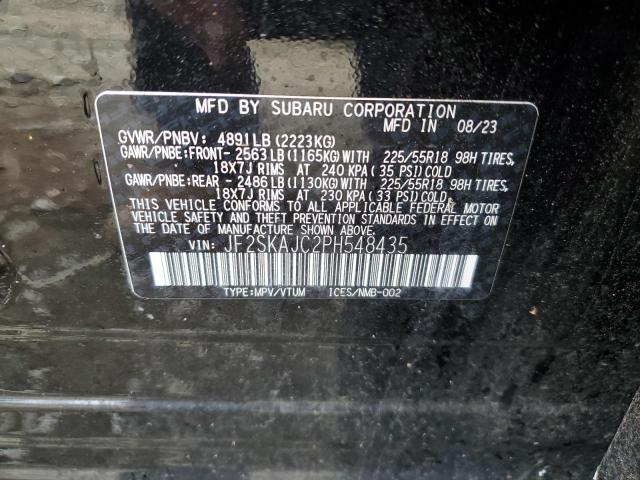 MFD BY SUBARU CORPORATION
MFD IN 08/23
GVWR/PNBV: 4891LB(2223KG)
GAWR/PNBE:FRONT- 2563LB(1165KG)WITH 225/55R18 98H TIRES,
18X7J RIMS AT 240 KPA(35 PSI)COLD
GAWR/PNBE:REAR - 2486LB(1130KG)WITH 225/55R18 98H TIRES,
18X7J RIMS AT 230 KPA(33 PSI)COLD
THIS VEHICLE CONFORMS TO ALL APPLICABLE FEDERAL MOTOR
VEHICLE SAFETY AND THEFT PREVENTION STANDARDS IN EFFECT ON
THE DATE OF MANUFACTURE SHOWN ABOVE.
VIN: JF2SKAJC2PH548435
TYPE:MPV/VTUM ICES/NMB-002